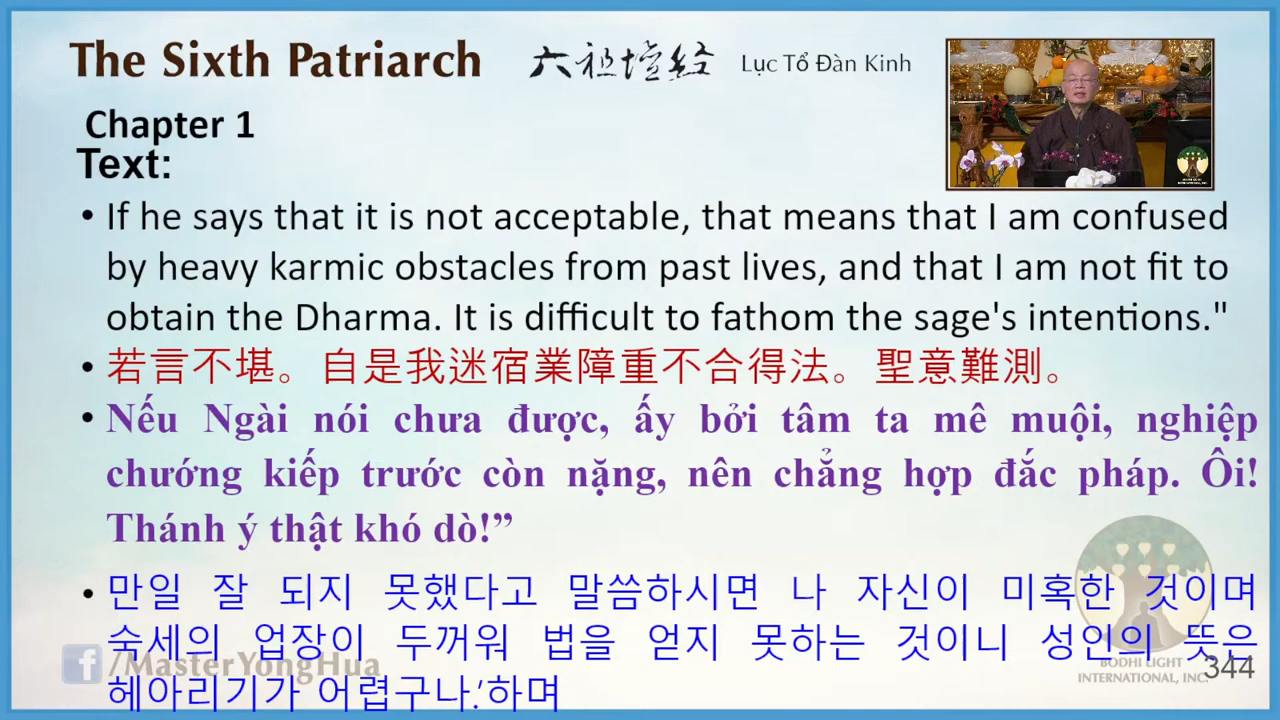 The Sixth Patriarch 六祖壇经 Lục Tổ Đàn Kinh
Chapter 1
Text:
• If he says that it is not acceptable, that means that I am confused
by heavy karmic obstacles from past lives, and that I am not fit to
obtain the Dharma. It is difficult to fathom the sage's intentions."
• 若言不堪。自是我迷宿業障重不合得法。聖意難測。
• Nếu Ngài nói chưa được, ấy bởi tâm ta mê muội, nghiệp
chướng kiếp trước còn nặng, nên chẳng hợp đắc pháp. Ôi!
Thánh ý thật khó dò!”
• 만일 잘 되지 못했다고 말씀하시면 나 자신이 미혹한 것이며
숙세의 업장이 두꺼워 법을 얻지 못하는 것이니 성인의 뜻은
헤아리기가 어렵구나.'하며
f/MasterYongHua
BODHI LIGHT
INTERNATIONAL, INC.
344